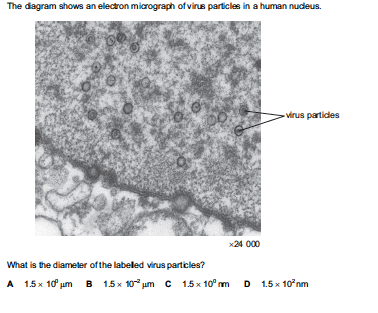 The diagram shows an electron micrograph of virus particles in a human nucleus.
virus particles
×24 000
What is the diameter of the labelled virus particles?
A 1.5 × 10⁰ μm B 1.5 × 10⁻² μm C 1.5 × 10⁰ nm D 1.5 × 10² nm